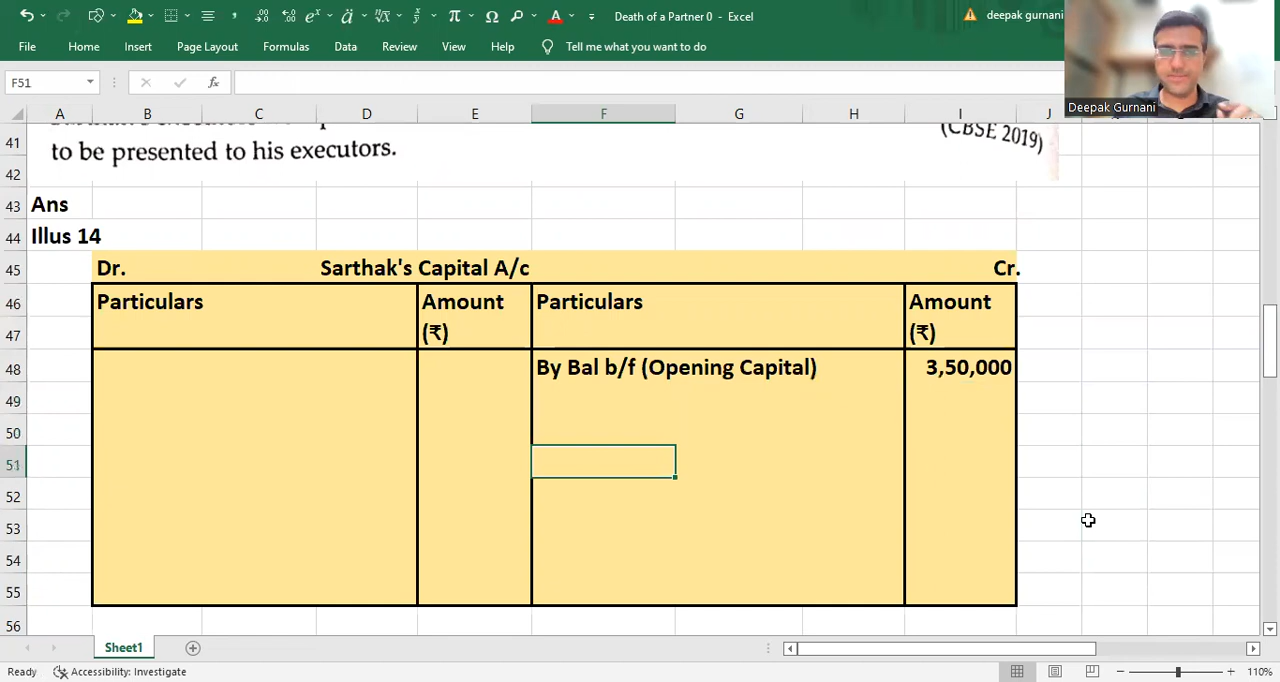 Death of a Partner 0 - Excel
deepak gurnani
File Home Insert Page Layout Formulas Data Review View Help Tell me what you want to do
F51
fx
Deepak Gurnani
A B C D E F G H I J
41
42
43
44
45
46
47
48
49
50
51
52
53
54
55
56
(CBSE 2019)
to be presented to his executors.
Ans
Illus 14
Dr. Sarthak's Capital A/c Cr.
Particulars Amount (₹) Particulars Amount (₹)
By Bal b/f (Opening Capital) 3,50,000
Sheet1
Ready Accessibility: Investigate 110%